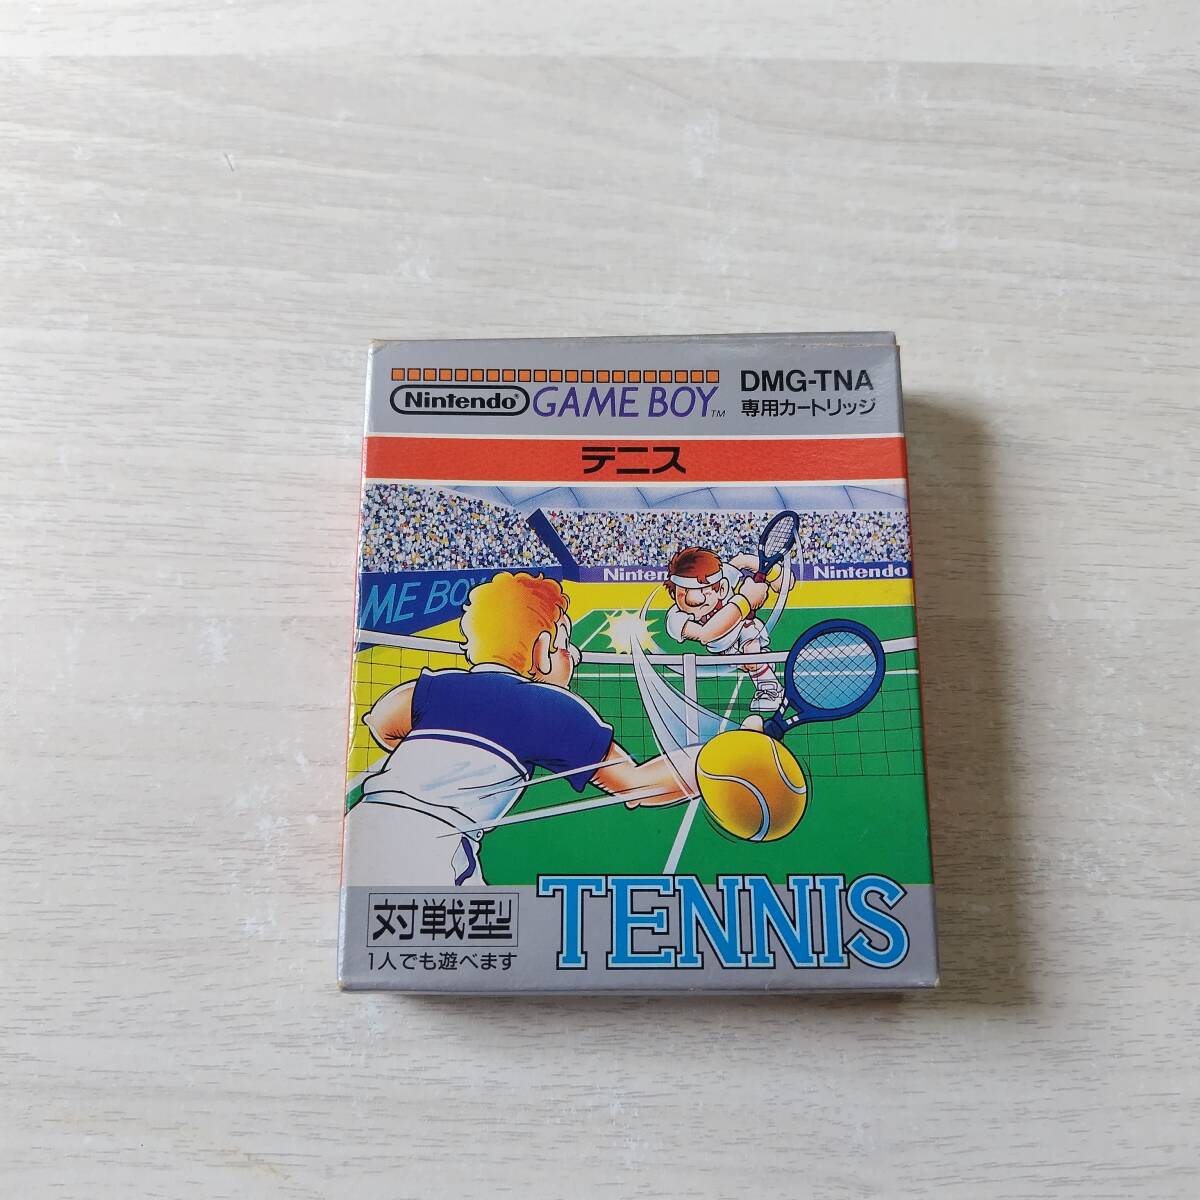 Nintendo® GAME BOY™
DMG-TNA
専用カートリッジ
テニス
Ninten
Nintendo
ME BOY
対戦型
1人でも遊べます
TENNIS